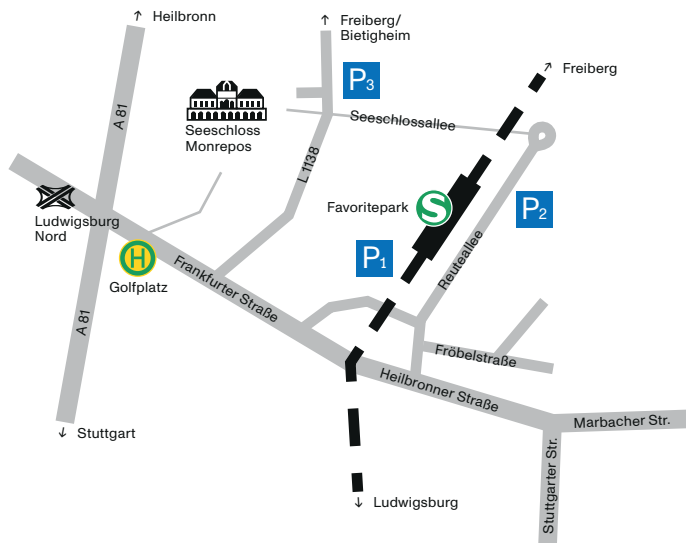 Heilbronn
Freiberg/
Bietigheim
Freiberg
P3
A 81
Seeschlossallee
Seeschloss
Monrepos
L 1138
Favoritepark
S
P2
Ludwigsburg
Nord
H
Golfplatz
P1
Reuteallee
Frankfurter Straße
A 81
Fröbelstraße
Heilbronner Straße
Marbacher Str.
Stuttgart
Stuttgarter Str.
Ludwigsburg